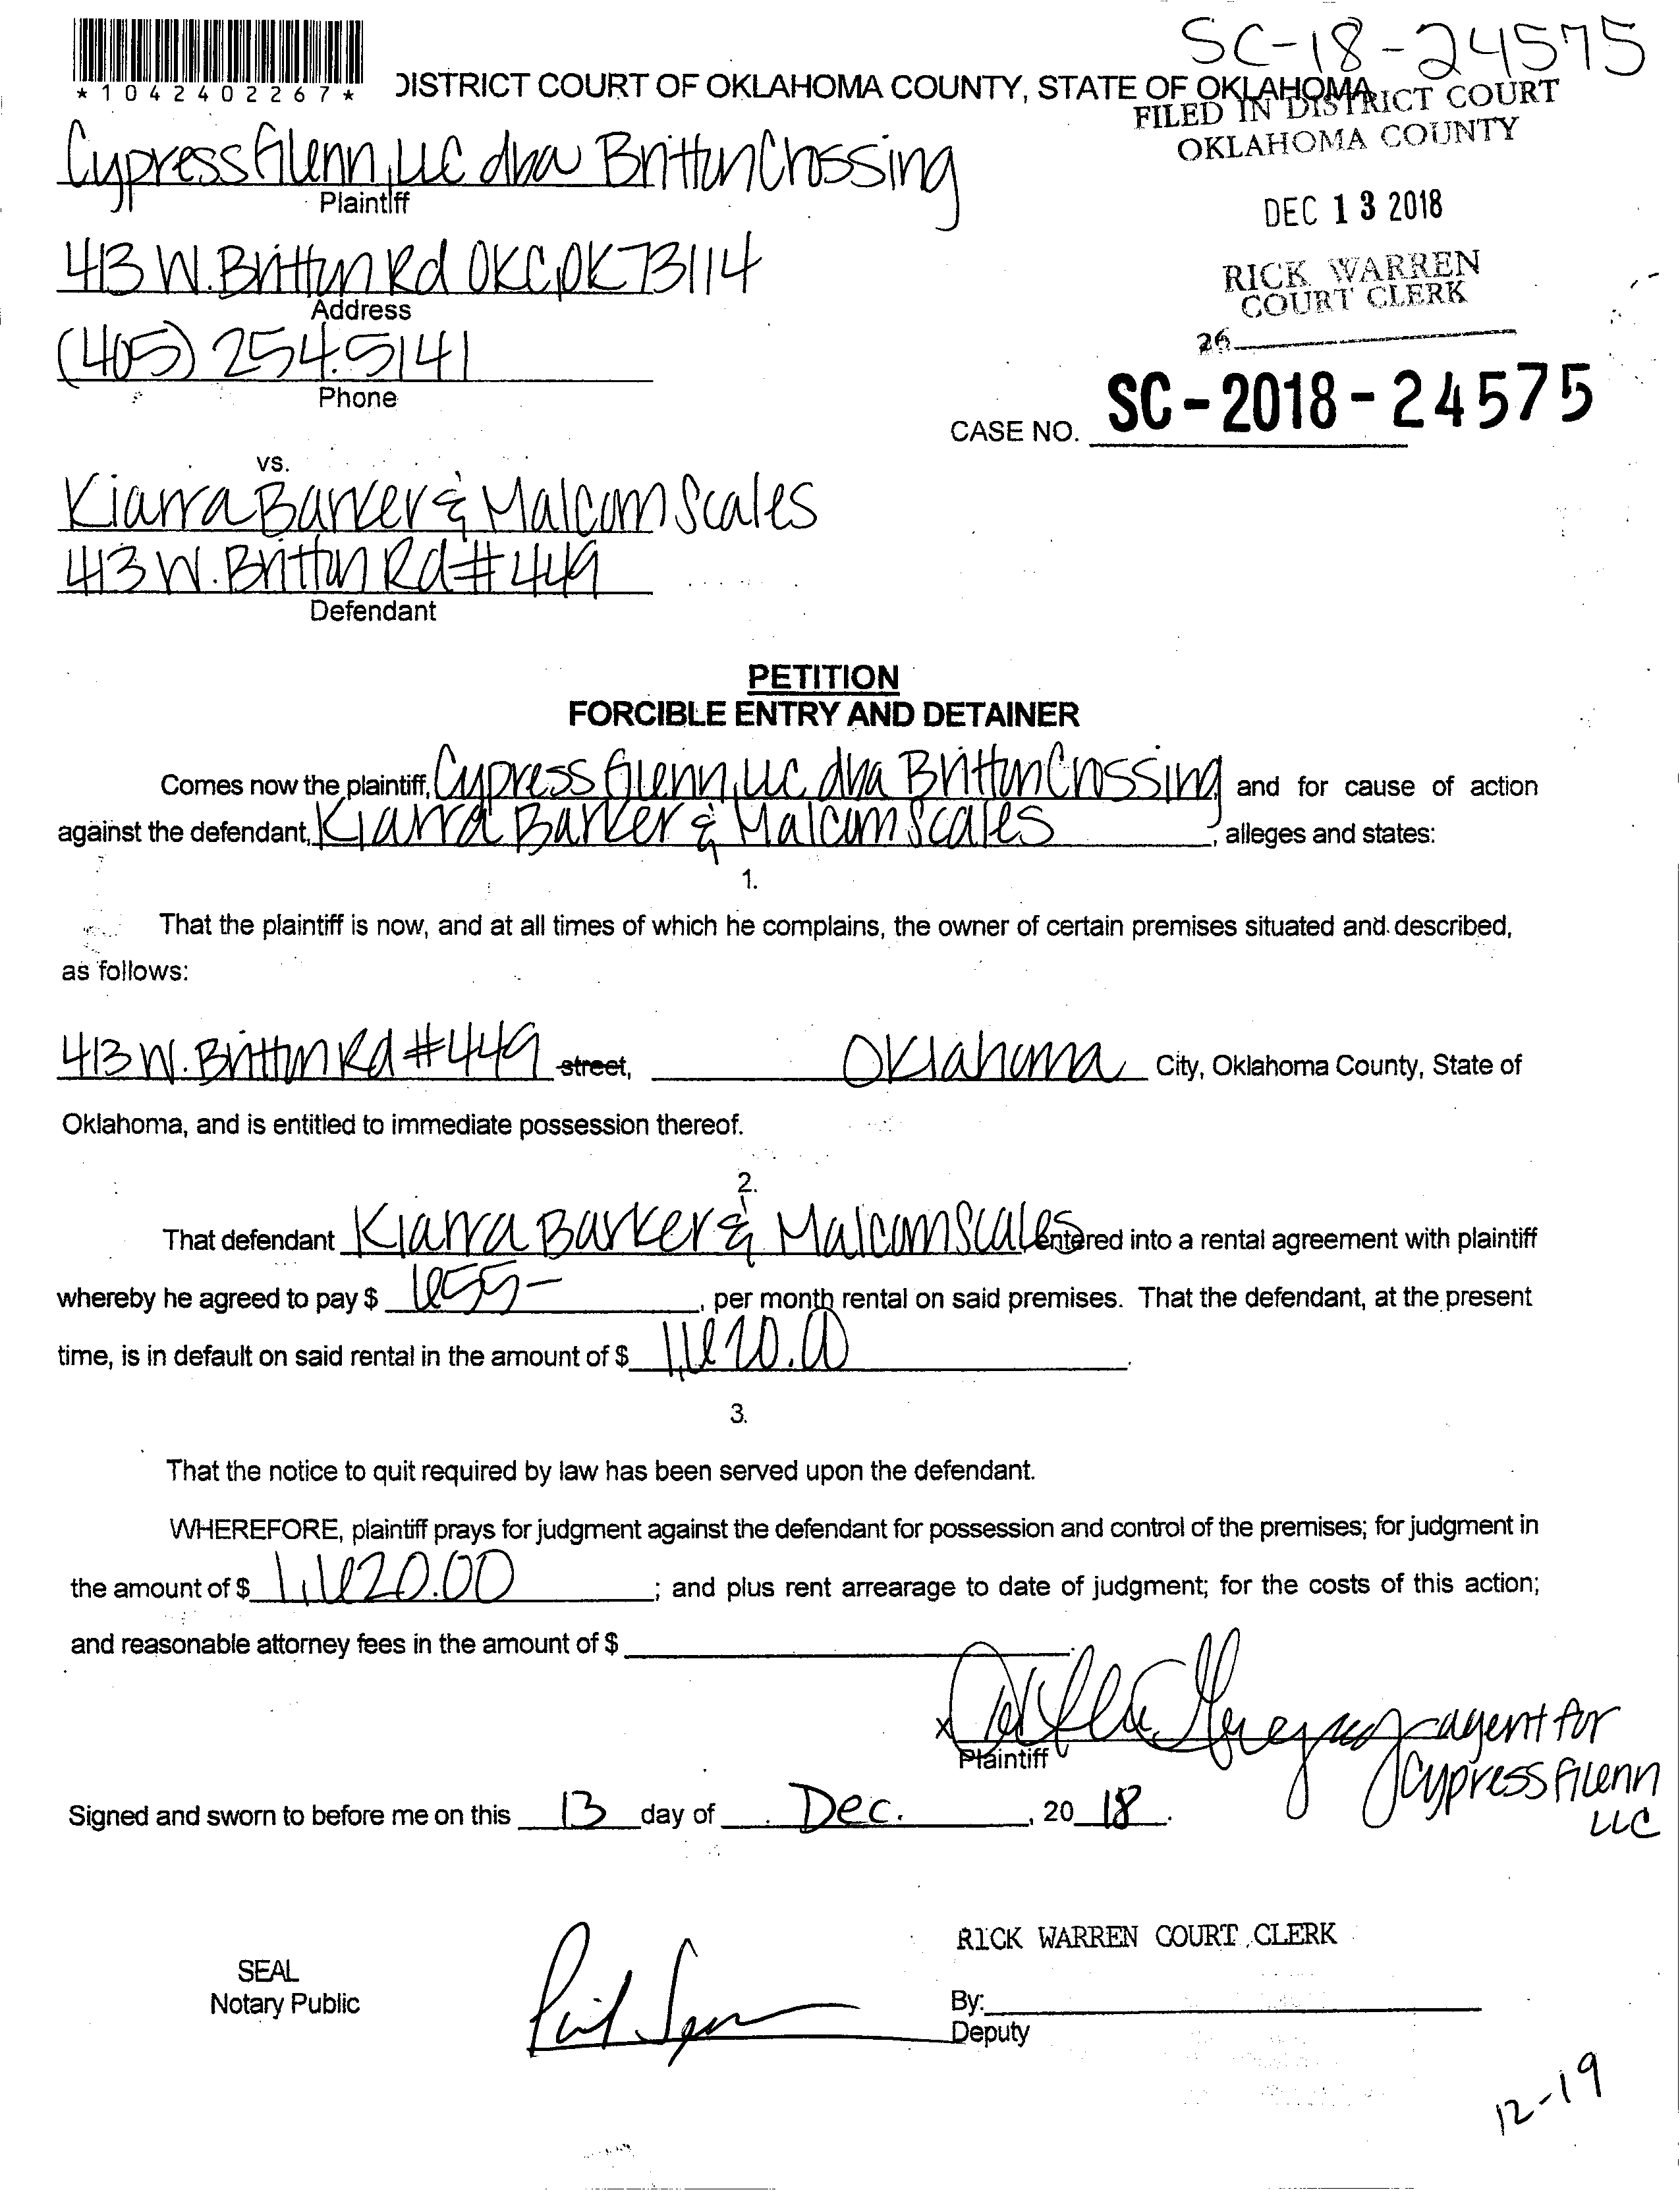 SC-18-24575
*1042402267*
DISTRICT COURT OF OKLAHOMA COUNTY, STATE OF OKLAHOMA
FILED IN DISTRICT COURT
OKLAHOMA COUNTY
Cypress Glenn, LLC dba Britton Crossing
Plaintiff
DEC 13 2018
413 W. Britton Rd OKC, OK 73114
Address
RICK WARREN
COURT CLERK
26
(405) 254.5141
Phone
CASE NO. SC-2018-24575
vs.
Kiarra Barker & Malcom Scales
413 W. Britton Rd #449
Defendant
PETITION
FORCIBLE ENTRY AND DETAINER
Comes now the plaintiff, Cypress Glenn, LLC dba Britton Crossing and for cause of action
against the defendant, Kiarra Barker & Malcom Scales, alleges and states:
1.
That the plaintiff is now, and at all times of which he complains, the owner of certain premises situated and described,
as follows:
413 W. Britton Rd #449 street, Oklahoma City, Oklahoma County, State of
Oklahoma, and is entitled to immediate possession thereof.
2.
That defendant Kiarra Barker & Malcom Scales entered into a rental agreement with plaintiff
whereby he agreed to pay $ 655-, per month rental on said premises. That the defendant, at the present
time, is in default on said rental in the amount of $ 1,620.00.
3.
That the notice to quit required by law has been served upon the defendant.
WHEREFORE, plaintiff prays for judgment against the defendant for possession and control of the premises; for judgment in
the amount of $ 1,620.00; and plus rent arrearage to date of judgment; for the costs of this action;
and reasonable attorney fees in the amount of $
x Gregory - agent for
Plaintiff
Cypress Glenn
LLC
Signed and sworn to before me on this 13 day of Dec., 2018.
RICK WARREN COURT CLERK
SEAL
Notary Public
By:
Deputy
12-19